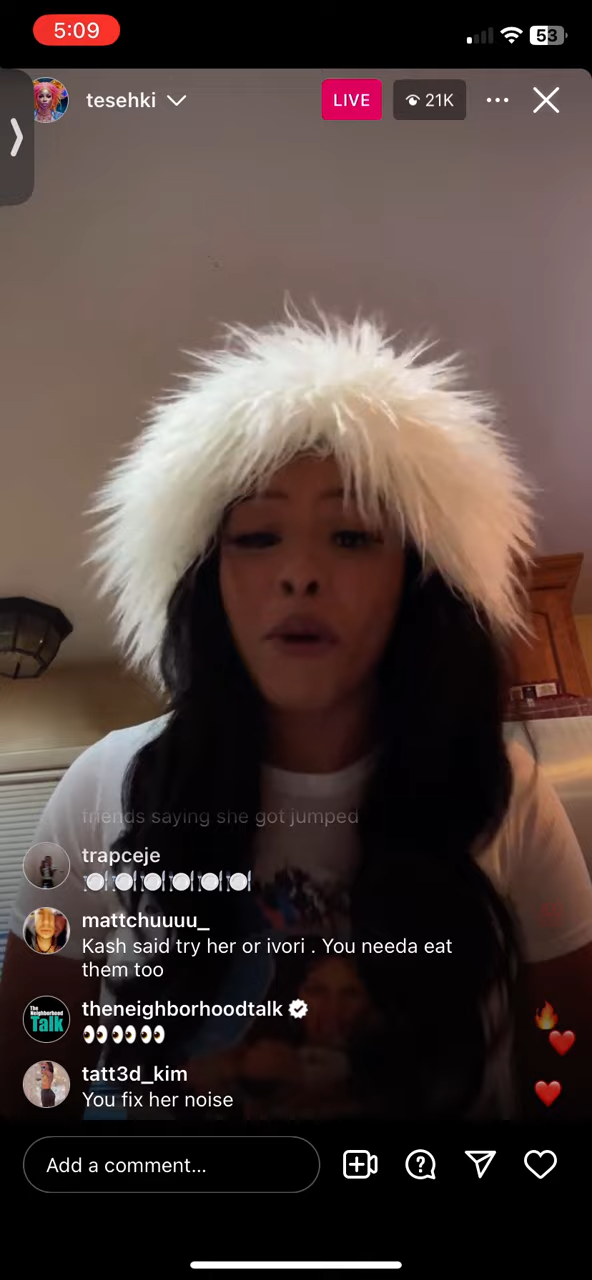 5:09
53
tesehki
LIVE
21K
friends saying she got jumped
trapceje
🍽🍽🍽🍽🍽🍽
mattchuuuu_
Kash said try her or ivori . You needa eat
them too
The
Neighborhood
Talk
theneighborhoodtalk
👀👀👀👀
tatt3d_kim
You fix her noise
Add a comment...